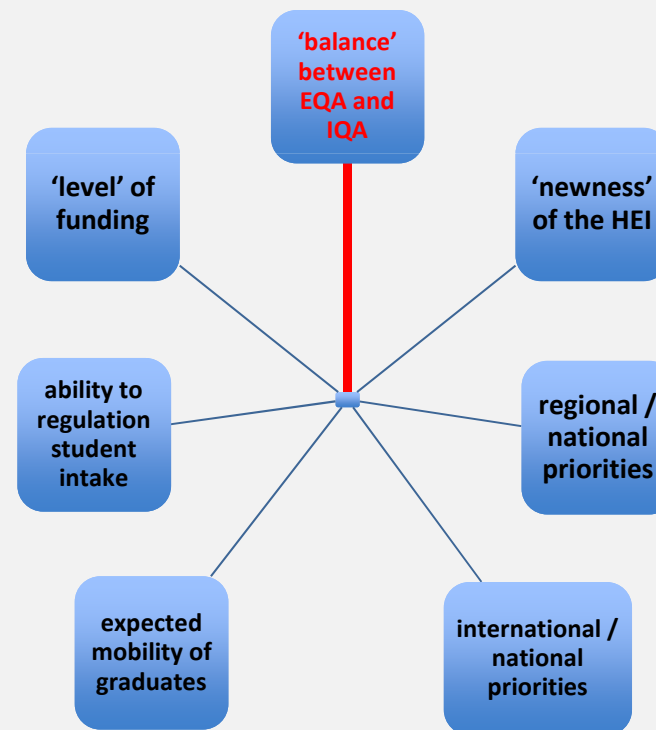 ‘balance’
between
EQA and
IQA
‘level’ of
funding
‘newness’
of the HEI
ability to
regulation
student
intake
regional /
national
priorities
expected
mobility of
graduates
international /
national
priorities